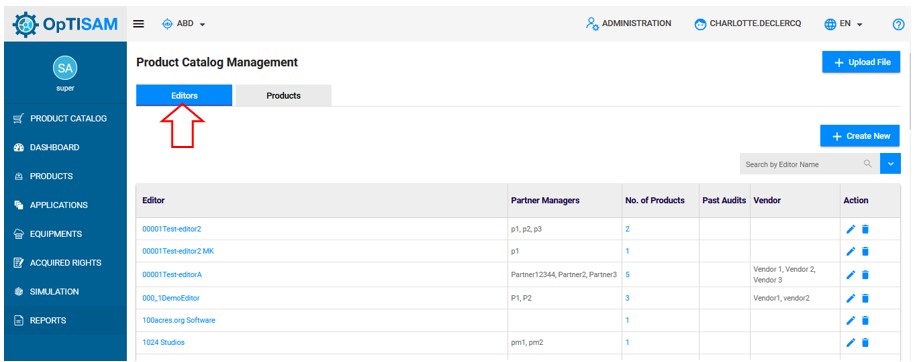 OpTISAM
ABD
ADMINISTRATION
CHARLOTTE.DECLERCQ
EN
?
SA
super
PRODUCT CATALOG
DASHBOARD
PRODUCTS
APPLICATIONS
EQUIPMENTS
ACQUIRED RIGHTS
SIMULATION
REPORTS
Product Catalog Management
+ Upload File
Editors
Products
+ Create New
Search by Editor Name
Editor Partner Managers No. of Products Past Audits Vendor Action
00001Test-editor2 p1, p2, p3 2
00001Test-editor2 MK p1 1
00001Test-editorA Partner12344, Partner2, Partner3 5 Vendor 1, Vendor 2,
Vendor 3
000_1DemoEditor P1, P2 3 Vendor1, vendor2
100acres.org Software 1
1024 Studios pm1, pm2 1